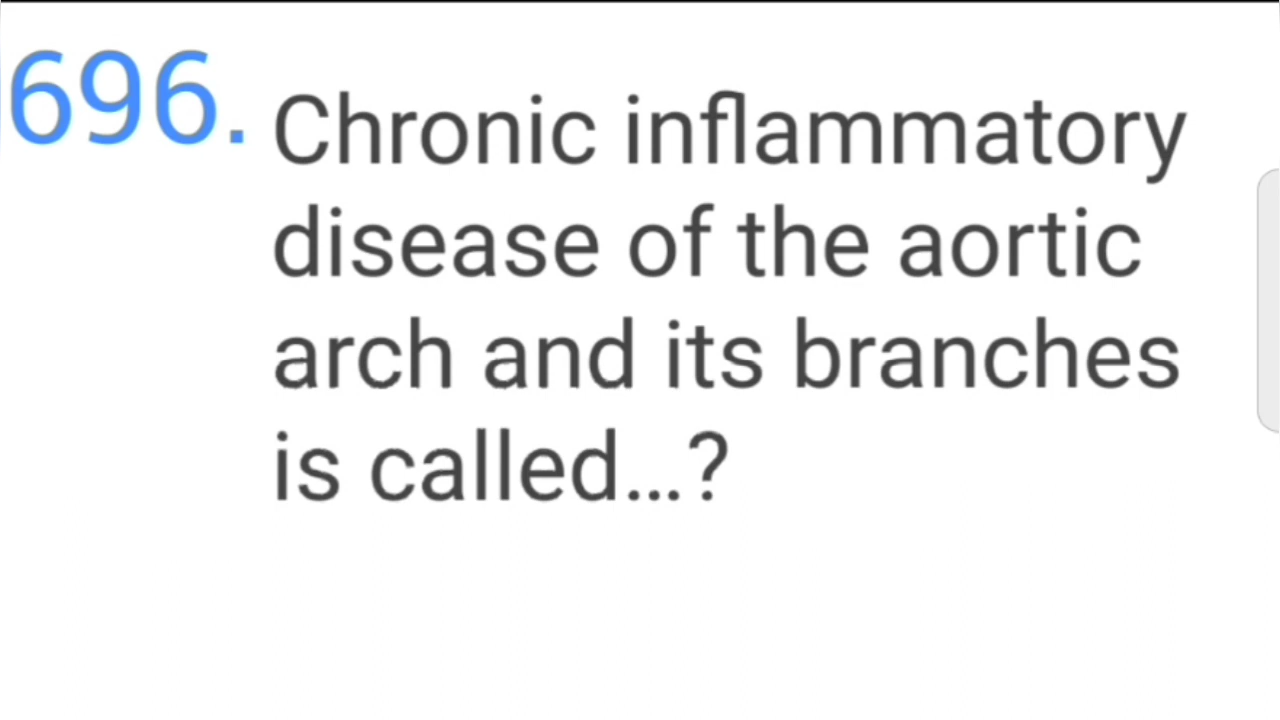 696. Chronic inflammatory
disease of the aortic
arch and its branches
is called...?